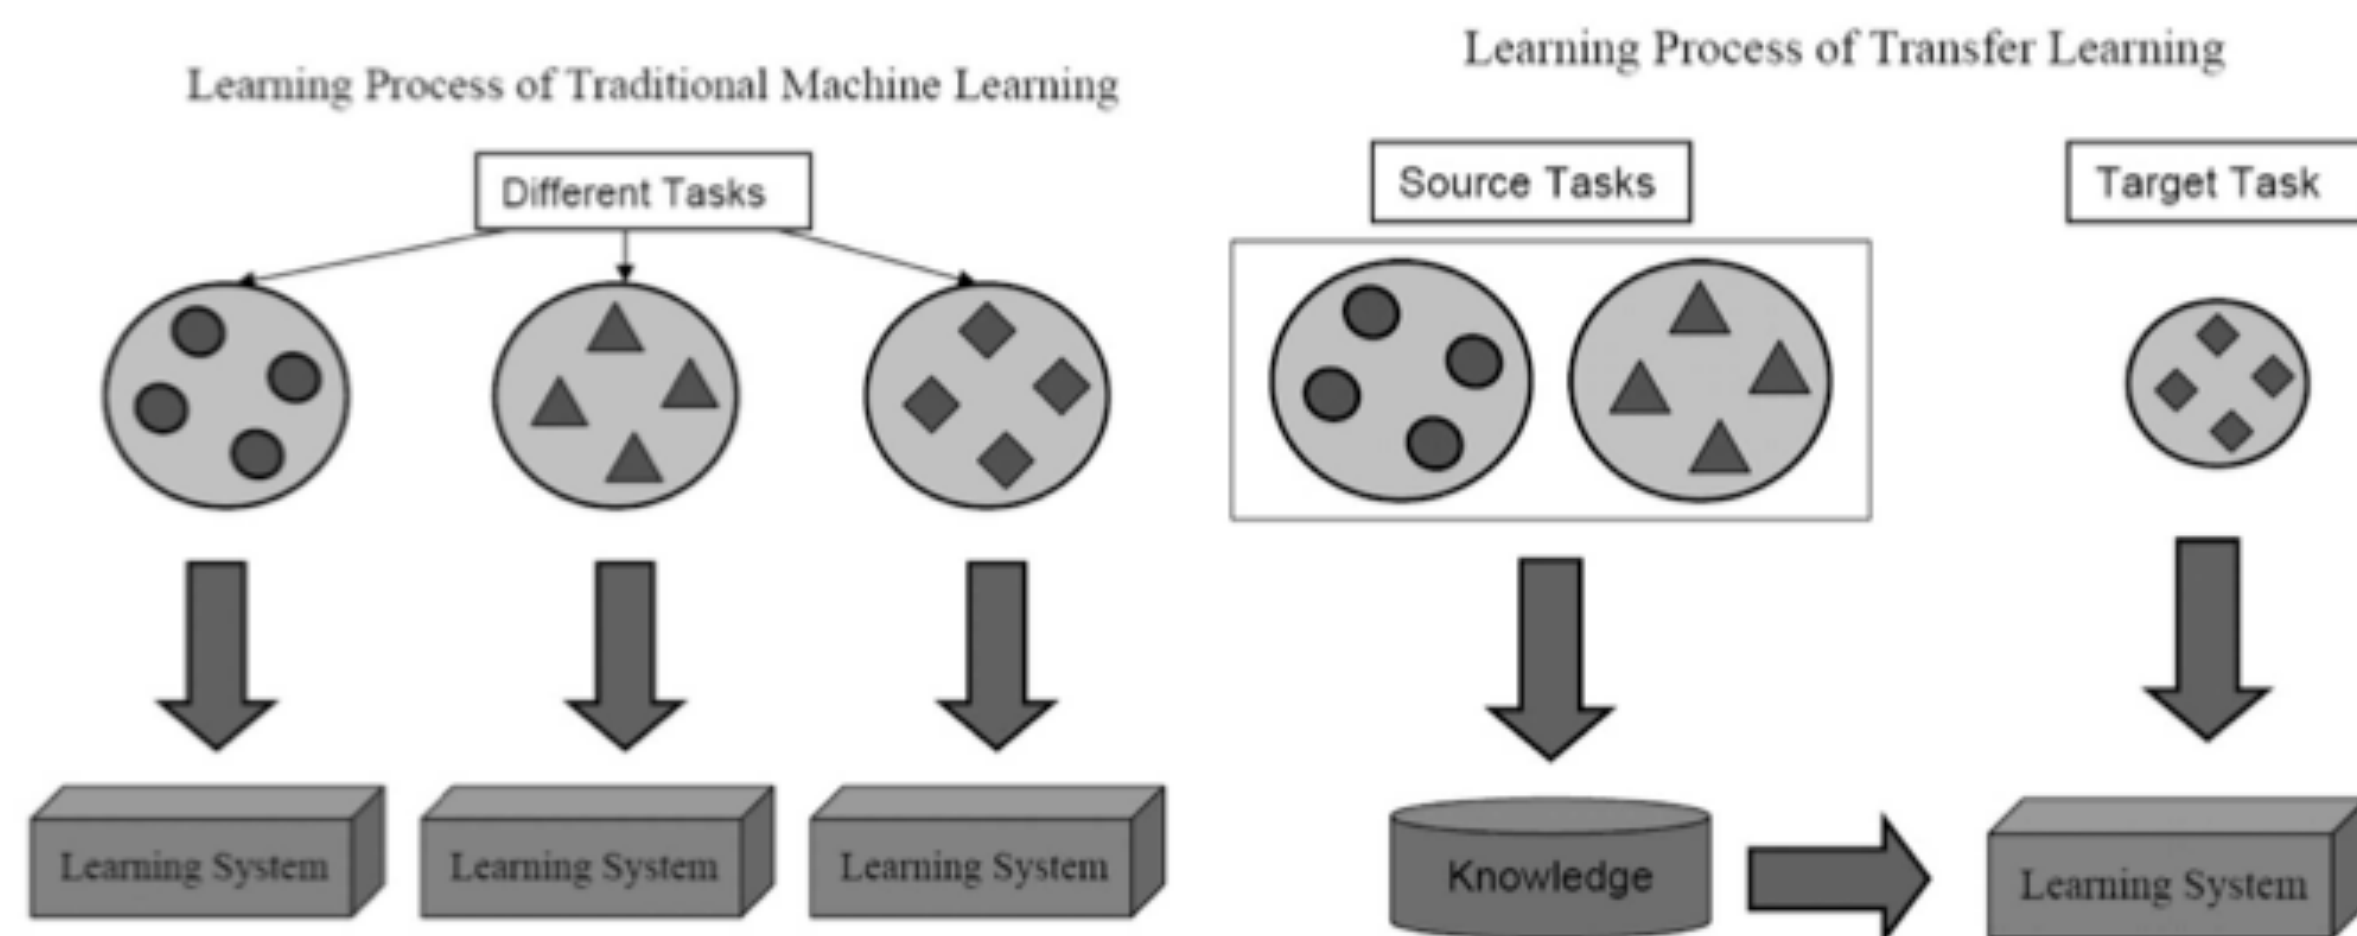 Learning Process of Traditional Machine Learning
Different Tasks
Learning System
Learning System
Learning System
Learning Process of Transfer Learning
Source Tasks
Target Task
Knowledge
Learning System